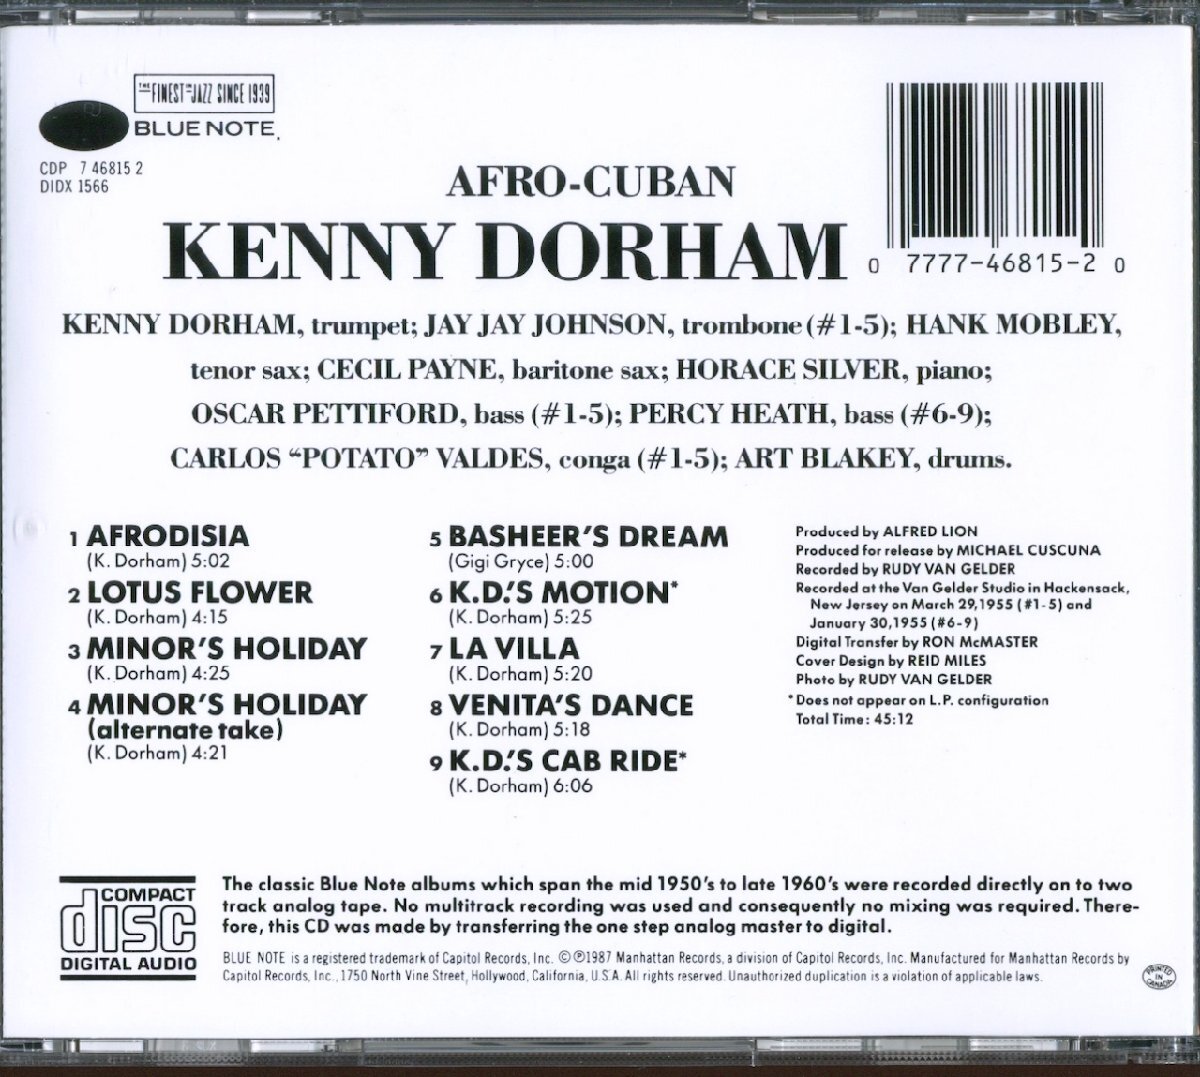 THE FINEST IN JAZZ SINCE 1939
BLUE NOTE.
CDP 7 46815 2
DIDX 1566
AFRO-CUBAN
KENNY DORHAM
0 7777-46815-2 0
KENNY DORHAM, trumpet; JAY JAY JOHNSON, trombone (#1-5); HANK MOBLEY,
tenor sax; CECIL PAYNE, baritone sax; HORACE SILVER, piano;
OSCAR PETTIFORD, bass (#1-5); PERCY HEATH, bass (#6-9);
CARLOS “POTATO” VALDES, conga (#1-5); ART BLAKEY, drums.
1 AFRODISIA
(K. Dorham) 5:02
2 LOTUS FLOWER
(K. Dorham) 4:15
3 MINOR'S HOLIDAY
(K. Dorham) 4:25
4 MINOR'S HOLIDAY
(alternate take)
(K. Dorham) 4:21
5 BASHEER'S DREAM
(Gigi Gryce) 5:00
6 K.D.'S MOTION*
(K. Dorham) 5:25
7 LA VILLA
(K. Dorham) 5:20
8 VENITA'S DANCE
(K. Dorham) 5:18
9 K.D.'S CAB RIDE*
(K. Dorham) 6:06
Produced by ALFRED LION
Produced for release by MICHAEL CUSCUNA
Recorded by RUDY VAN GELDER
Recorded at the Van Gelder Studio in Hackensack,
New Jersey on March 29, 1955 (#1-5) and
January 30, 1955 (#6-9)
Digital Transfer by RON McMASTER
Cover Design by REID MILES
Photo by RUDY VAN GELDER
*Does not appear on L.P. configuration
Total Time: 45:12
COMPACT
disc
DIGITAL AUDIO
The classic Blue Note albums which span the mid 1950's to late 1960's were recorded directly on to two
track analog tape. No multitrack recording was used and consequently no mixing was required. There-
fore, this CD was made by transferring the one step analog master to digital.
BLUE NOTE is a registered trademark of Capitol Records, Inc. ©℗1987 Manhattan Records, a division of Capitol Records, Inc. Manufactured for Manhattan Records by
Capitol Records, Inc., 1750 North Vine Street, Hollywood, California, U.S.A. All rights reserved. Unauthorized duplication is a violation of applicable laws.
PRINTED
IN
CANADA